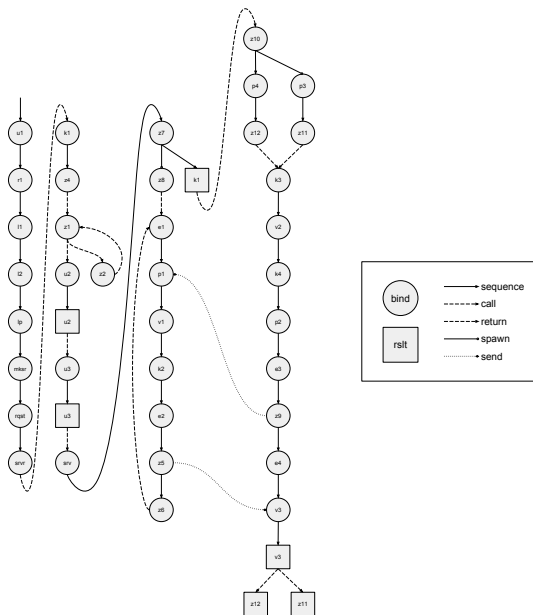 u1
r1
l1
l2
lp
mker
rqst
srvr
k1
z4
z1
z2
u2
u2
u3
u3
srv
z7
z8
k1
e1
p1
v1
k2
e2
z5
z6
z10
p4
p3
z12
z11
k3
v2
k4
p2
e3
z9
e4
v3
v3
z12
z11
bind
rslt
sequence
call
return
spawn
send